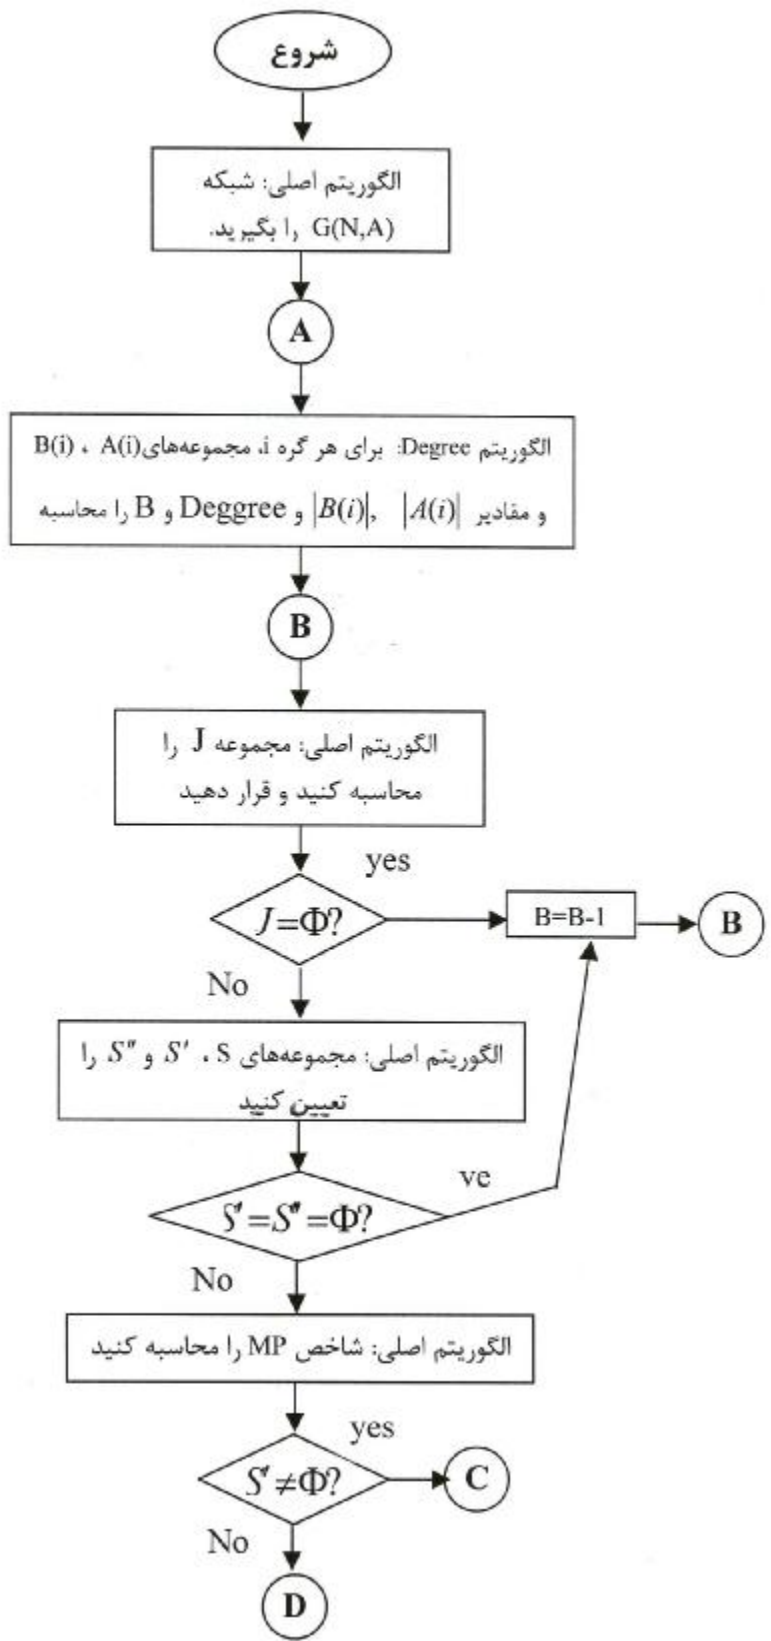 شروع
الگوریتم اصلی: شبکه
G(N,A) را بگیرید.
A
الگوریتم Degree: برای هر گره i، مجموعه‌های A(i) ، B(i)
و مقادیر |A(i)| ,|B(i)| و Deggree و B را محاسبه
B
الگوریتم اصلی: مجموعه J را
محاسبه کنید و قرار دهید
yes
J=Φ?
B=B-1
B
No
الگوریتم اصلی: مجموعه‌های S ، S′ و S″ را
تعیین کنید
ve
S′=S″=Φ?
No
الگوریتم اصلی: شاخص MP را محاسبه کنید
yes
S′≠Φ?
C
No
D